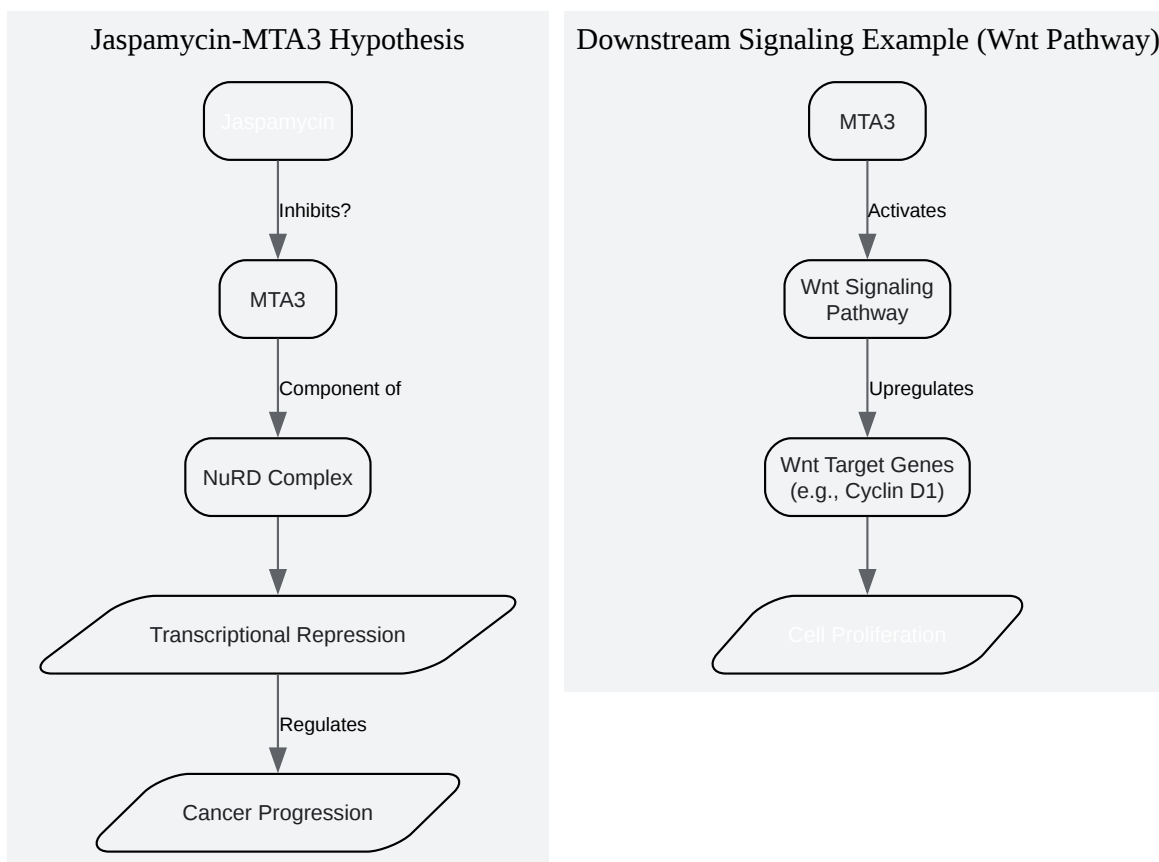 Jaspamycin-MTA3 Hypothesis
Jaspamycin
Inhibits?
MTA3
Component of
NuRD Complex
Transcriptional Repression
Regulates
Cancer Progression
Downstream Signaling Example (Wnt Pathway)
MTA3
Activates
Wnt Signaling
Pathway
Upregulates
Wnt Target Genes
(e.g., Cyclin D1)
Cell Proliferation